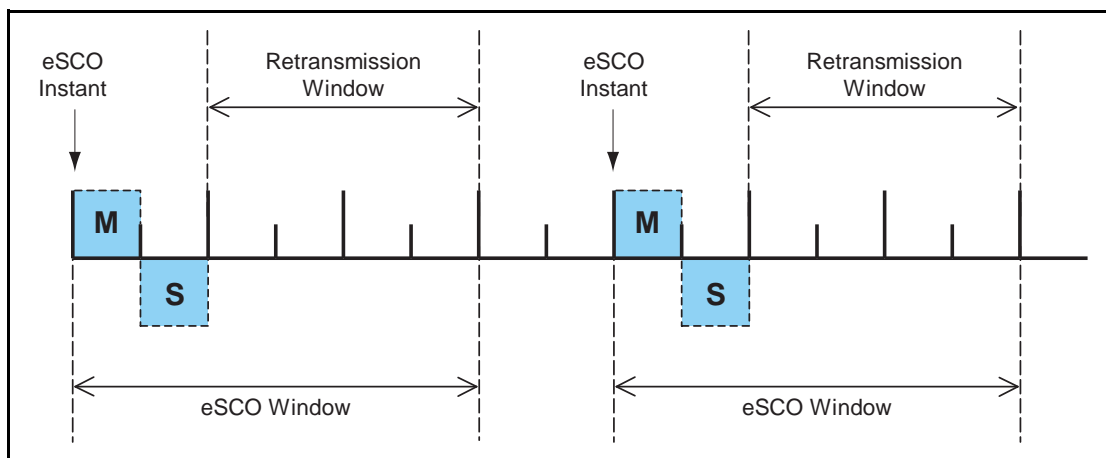 eSCO
Instant
Retransmission
Window
eSCO
Instant
Retransmission
Window
M
S
M
S
eSCO Window
eSCO Window